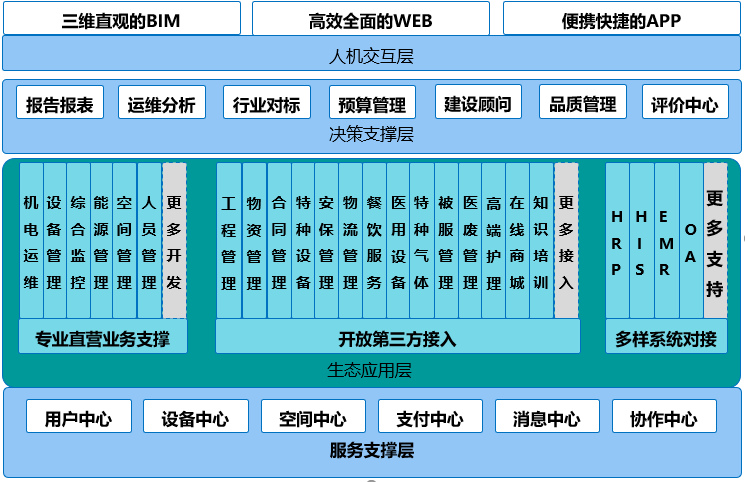 三维直观的BIM
高效全面的WEB
便携快捷的APP
人机交互层
报告报表
运维分析
行业对标
预算管理
建设顾问
品质管理
评价中心
决策支撑层
机电运维
设备管理
综合监控
能源管理
空间管理
人员管理
更多开发
专业直营业务支撑
工程管理
物资管理
合同管理
特种设备
安保管理
物流管理
餐饮服务
医用设备
特种气体
被服管理
医废管理
高端护理
在线商城
知识培训
更多接入
开放第三方接入
HRP
HIS
EMR
OA
更多支持
多样系统对接
生态应用层
用户中心
设备中心
空间中心
支付中心
消息中心
协作中心
服务支撑层